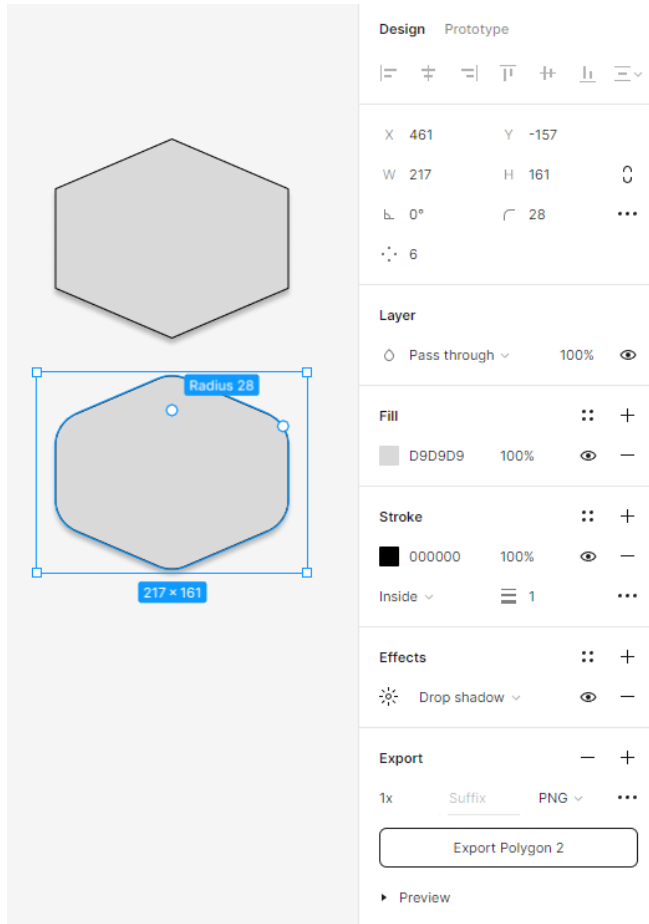 Design Prototype
X 461 Y -157
W 217 H 161
0° 28
6
Layer
Pass through 100%
Radius 28
Fill
D9D9D9 100%
Stroke
000000 100%
217 × 161
Inside 1
Effects
Drop shadow
Export
1x Suffix PNG
Export Polygon 2
Preview